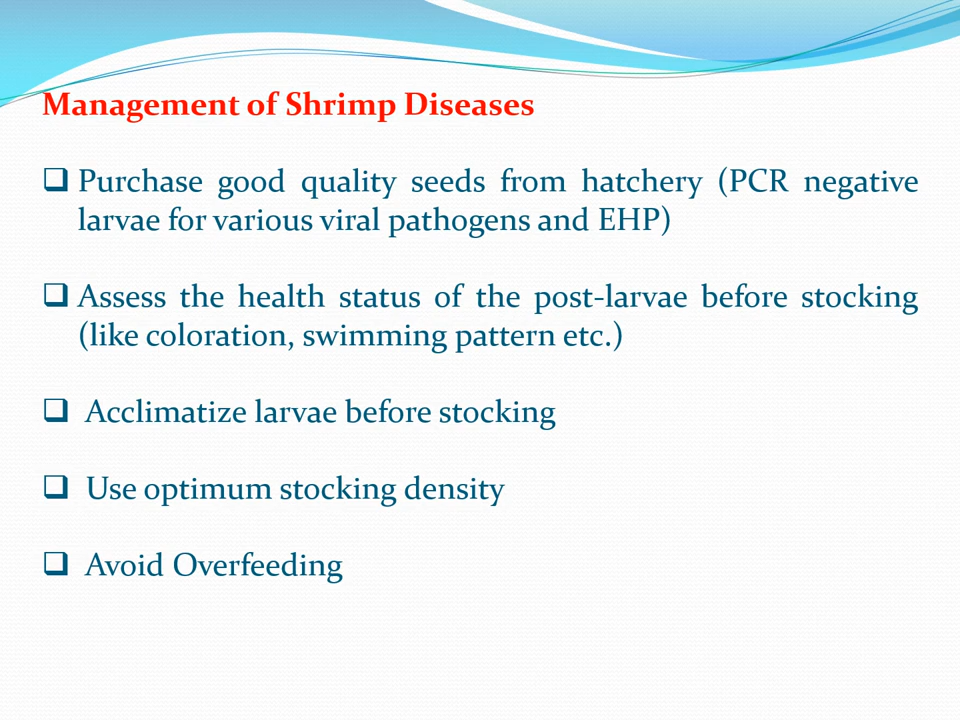 Management of Shrimp Diseases
❑ Purchase good quality seeds from hatchery (PCR negative
larvae for various viral pathogens and EHP)
❑ Assess the health status of the post-larvae before stocking
(like coloration, swimming pattern etc.)
❑ Acclimatize larvae before stocking
❑ Use optimum stocking density
❑ Avoid Overfeeding